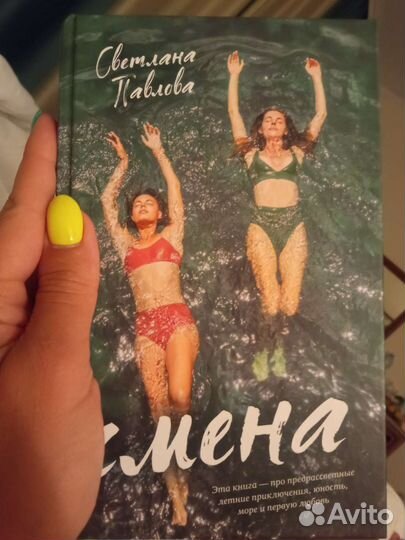 Светлана
Павлова
смена
Эта книга — про предрассветные
летние приключения, юность,
море и первую любовь
Avito